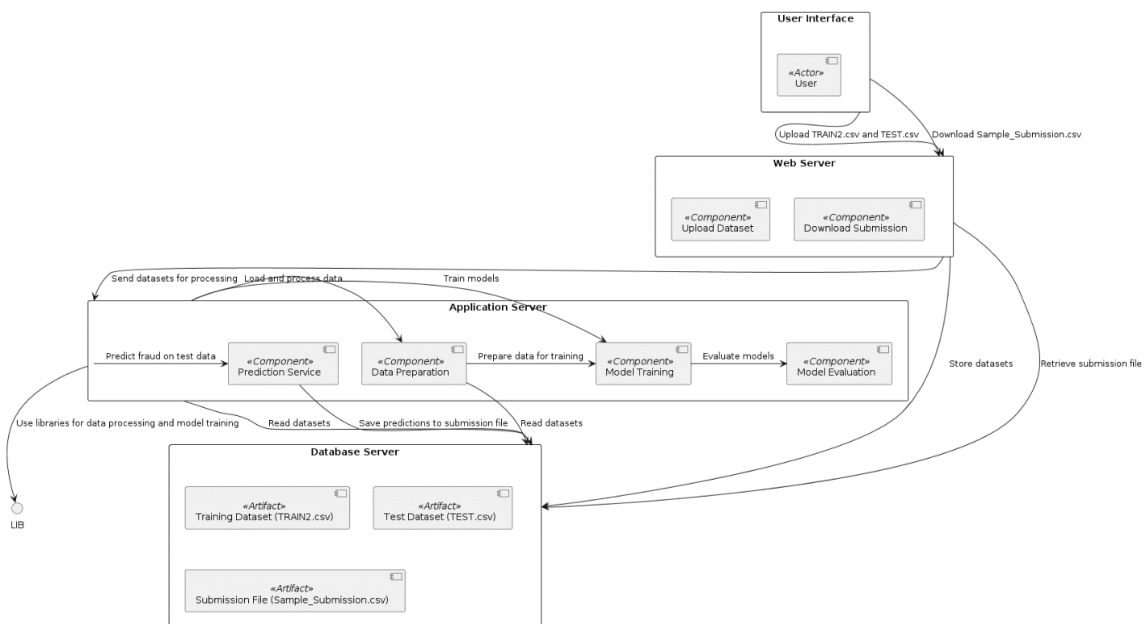 User Interface
«Actor»
User
Upload TRAIN2.csv and TEST.csv
Download Sample_Submission.csv
Web Server
«Component»
Upload Dataset
«Component»
Download Submission
Send datasets for processing
Load and process data
Train models
Application Server
Predict fraud on test data
«Component»
Prediction Service
«Component»
Data Preparation
Prepare data for training
«Component»
Model Training
Evaluate models
«Component»
Model Evaluation
Store datasets
Retrieve submission file
Use libraries for data processing and model training
Read datasets
Save predictions to submission file
Read datasets
Database Server
«Artifact»
Training Dataset (TRAIN2.csv)
«Artifact»
Test Dataset (TEST.csv)
LIB
«Artifact»
Submission File (Sample_Submission.csv)